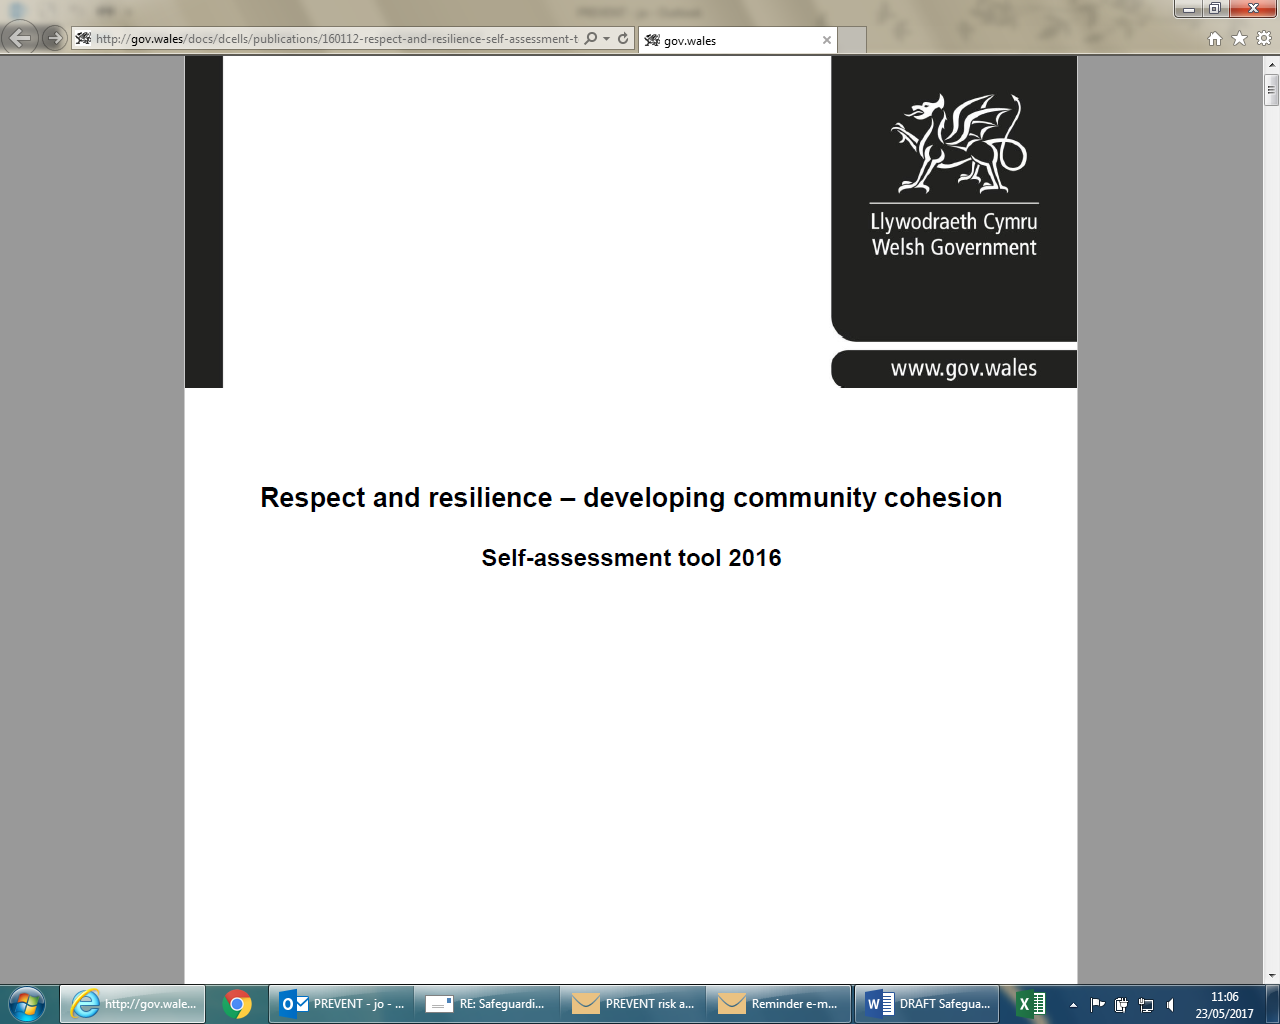 http://gov.wales/docs/dcells/publications/160112-respect-and-resilience-self-assessment-t
gov.wales
Llywodraeth Cymru
Welsh Government
www.gov.wales
Respect and resilience – developing community cohesion
Self-assessment tool 2016
http://gov.wale...
PREVENT - jo - ...
RE: Safeguardi...
PREVENT risk a...
Reminder e-m...
DRAFT Safegua...
11:06
23/05/2017